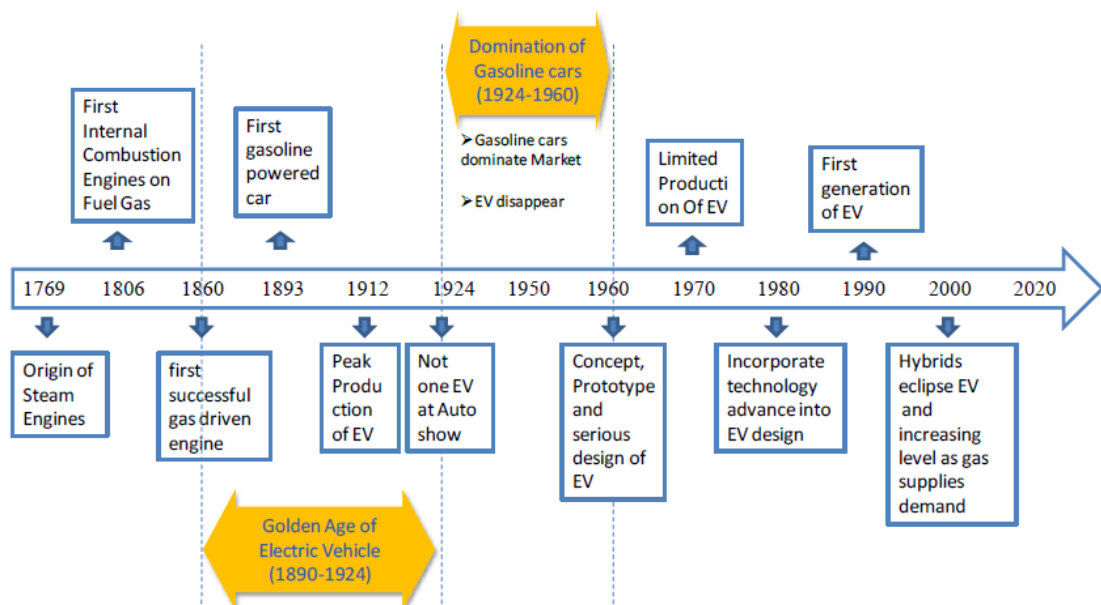 Domination of
Gasoline cars
(1924-1960)
First
Internal
Combustion
Engines on
Fuel Gas
First
gasoline
powered
car
➢Gasoline cars
dominate Market
➢EV disappear
Limited
Producti
on Of EV
First
generation
of EV
1769 1806 1860 1893 1912 1924 1950 1960 1970 1980 1990 2000 2020
Origin of
Steam
Engines
first
successful
gas driven
engine
Peak
Produc
tion
of EV
Not
one EV
at Auto
show
Concept,
Prototype
and
serious
design of
EV
Incorporate
technology
advance into
EV design
Hybrids
eclipse EV
and
increasing
level as gas
supplies
demand
Golden Age of
Electric Vehicle
(1890-1924)